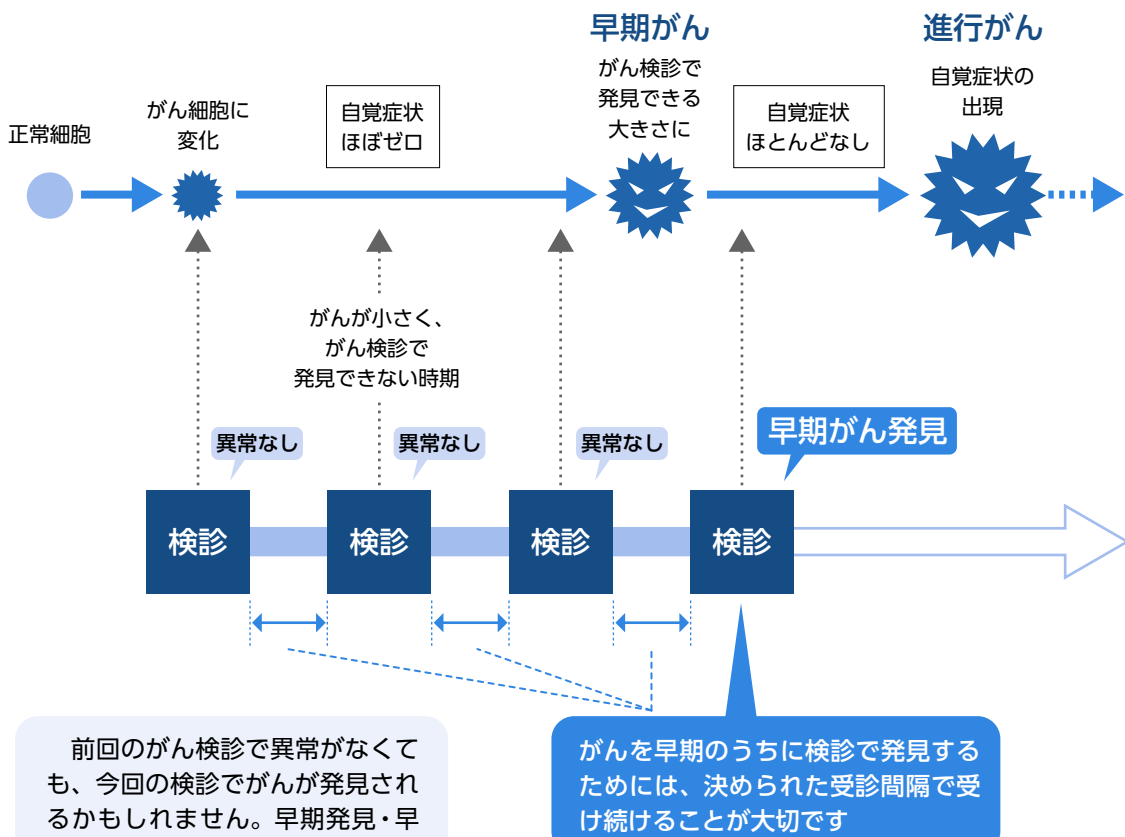 早期がん
進行がん
正常細胞
がん細胞に
変化
自覚症状
ほぼゼロ
がん検診で
発見できる
大きさに
自覚症状
ほとんどなし
自覚症状の
出現
がんが小さく、
がん検診で
発見できない時期
異常なし
異常なし
異常なし
早期がん発見
検診
検診
検診
検診
前回のがん検診で異常がなくて
も、今回の検診でがんが発見され
るかもしれません。早期発見・早
がんを早期のうちに検診で発見する
ためには、決められた受診間隔で受
け続けることが大切です